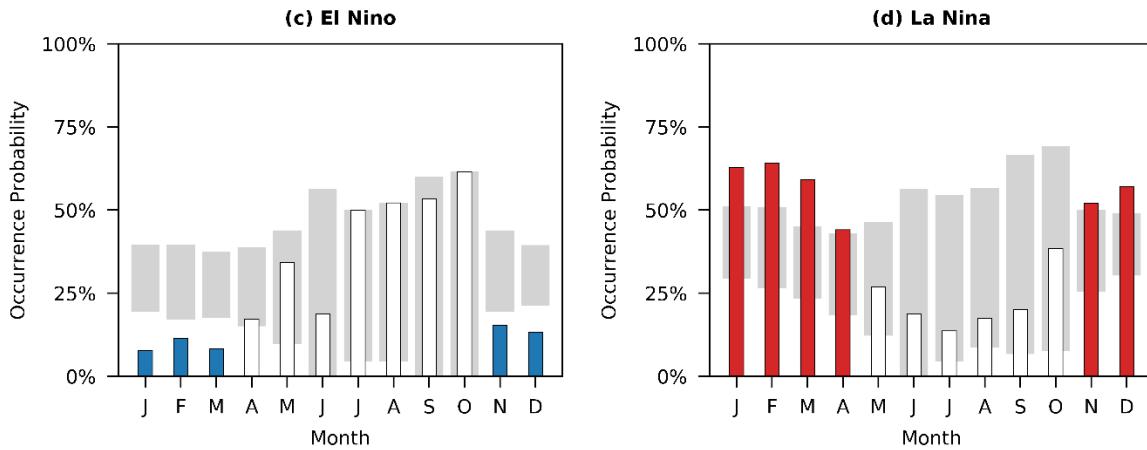 (c) El Nino
100%
75%
50%
25%
0%
Occurrence Probability
J F M A M J J A S O N D
Month
(d) La Nina
100%
75%
50%
25%
0%
Occurrence Probability
J F M A M J J A S O N D
Month